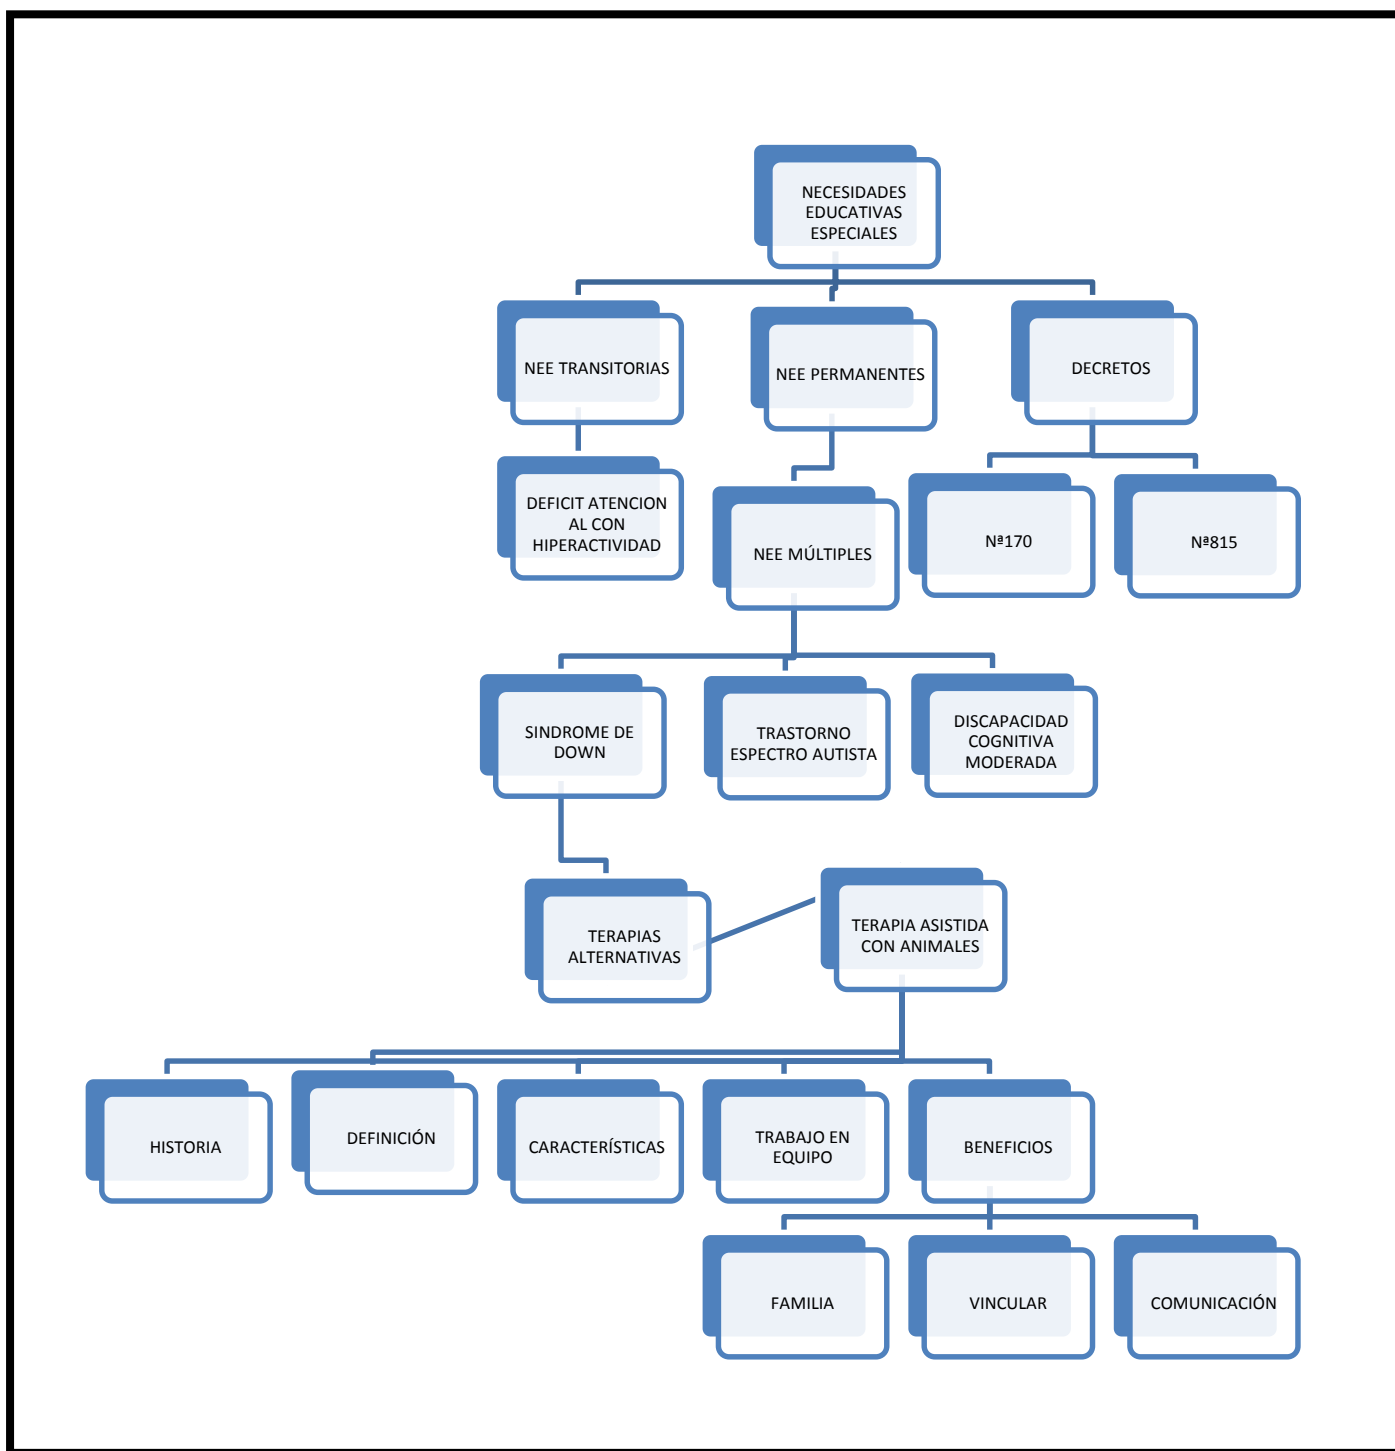 NECESIDADES
EDUCATIVAS
ESPECIALES
NEE TRANSITORIAS
NEE PERMANENTES
DECRETOS
DEFICIT ATENCION
AL CON
HIPERACTIVIDAD
NEE MÚLTIPLES
Nª170
Nª815
SINDROME DE
DOWN
TRASTORNO
ESPECTRO AUTISTA
DISCAPACIDAD
COGNITIVA
MODERADA
TERAPIAS
ALTERNATIVAS
TERAPIA ASISTIDA
CON ANIMALES
HISTORIA
DEFINICIÓN
CARACTERÍSTICAS
TRABAJO EN
EQUIPO
BENEFICIOS
FAMILIA
VINCULAR
COMUNICACIÓN